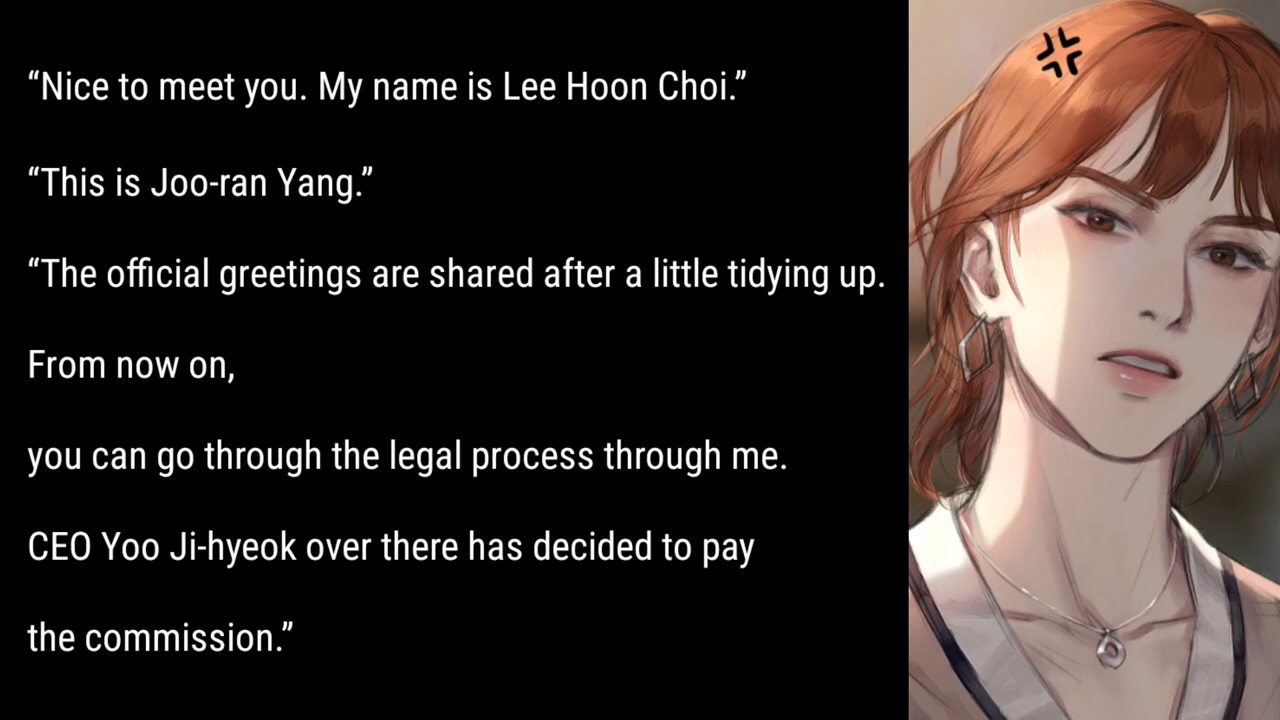 “Nice to meet you. My name is Lee Hoon Choi.”
“This is Joo-ran Yang.”
“The official greetings are shared after a little tidying up.
From now on,
you can go through the legal process through me.
CEO Yoo Ji-hyeok over there has decided to pay
the commission.”